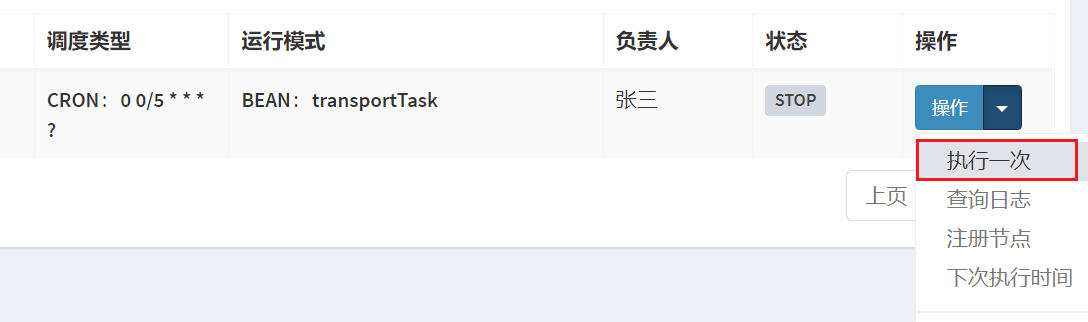 调度类型 运行模式 负责人 状态 操作
CRON：0 0/5 * * * BEAN：transportTask 张三 STOP 操作
?
执行一次
上页
查询日志
注册节点
下次执行时间